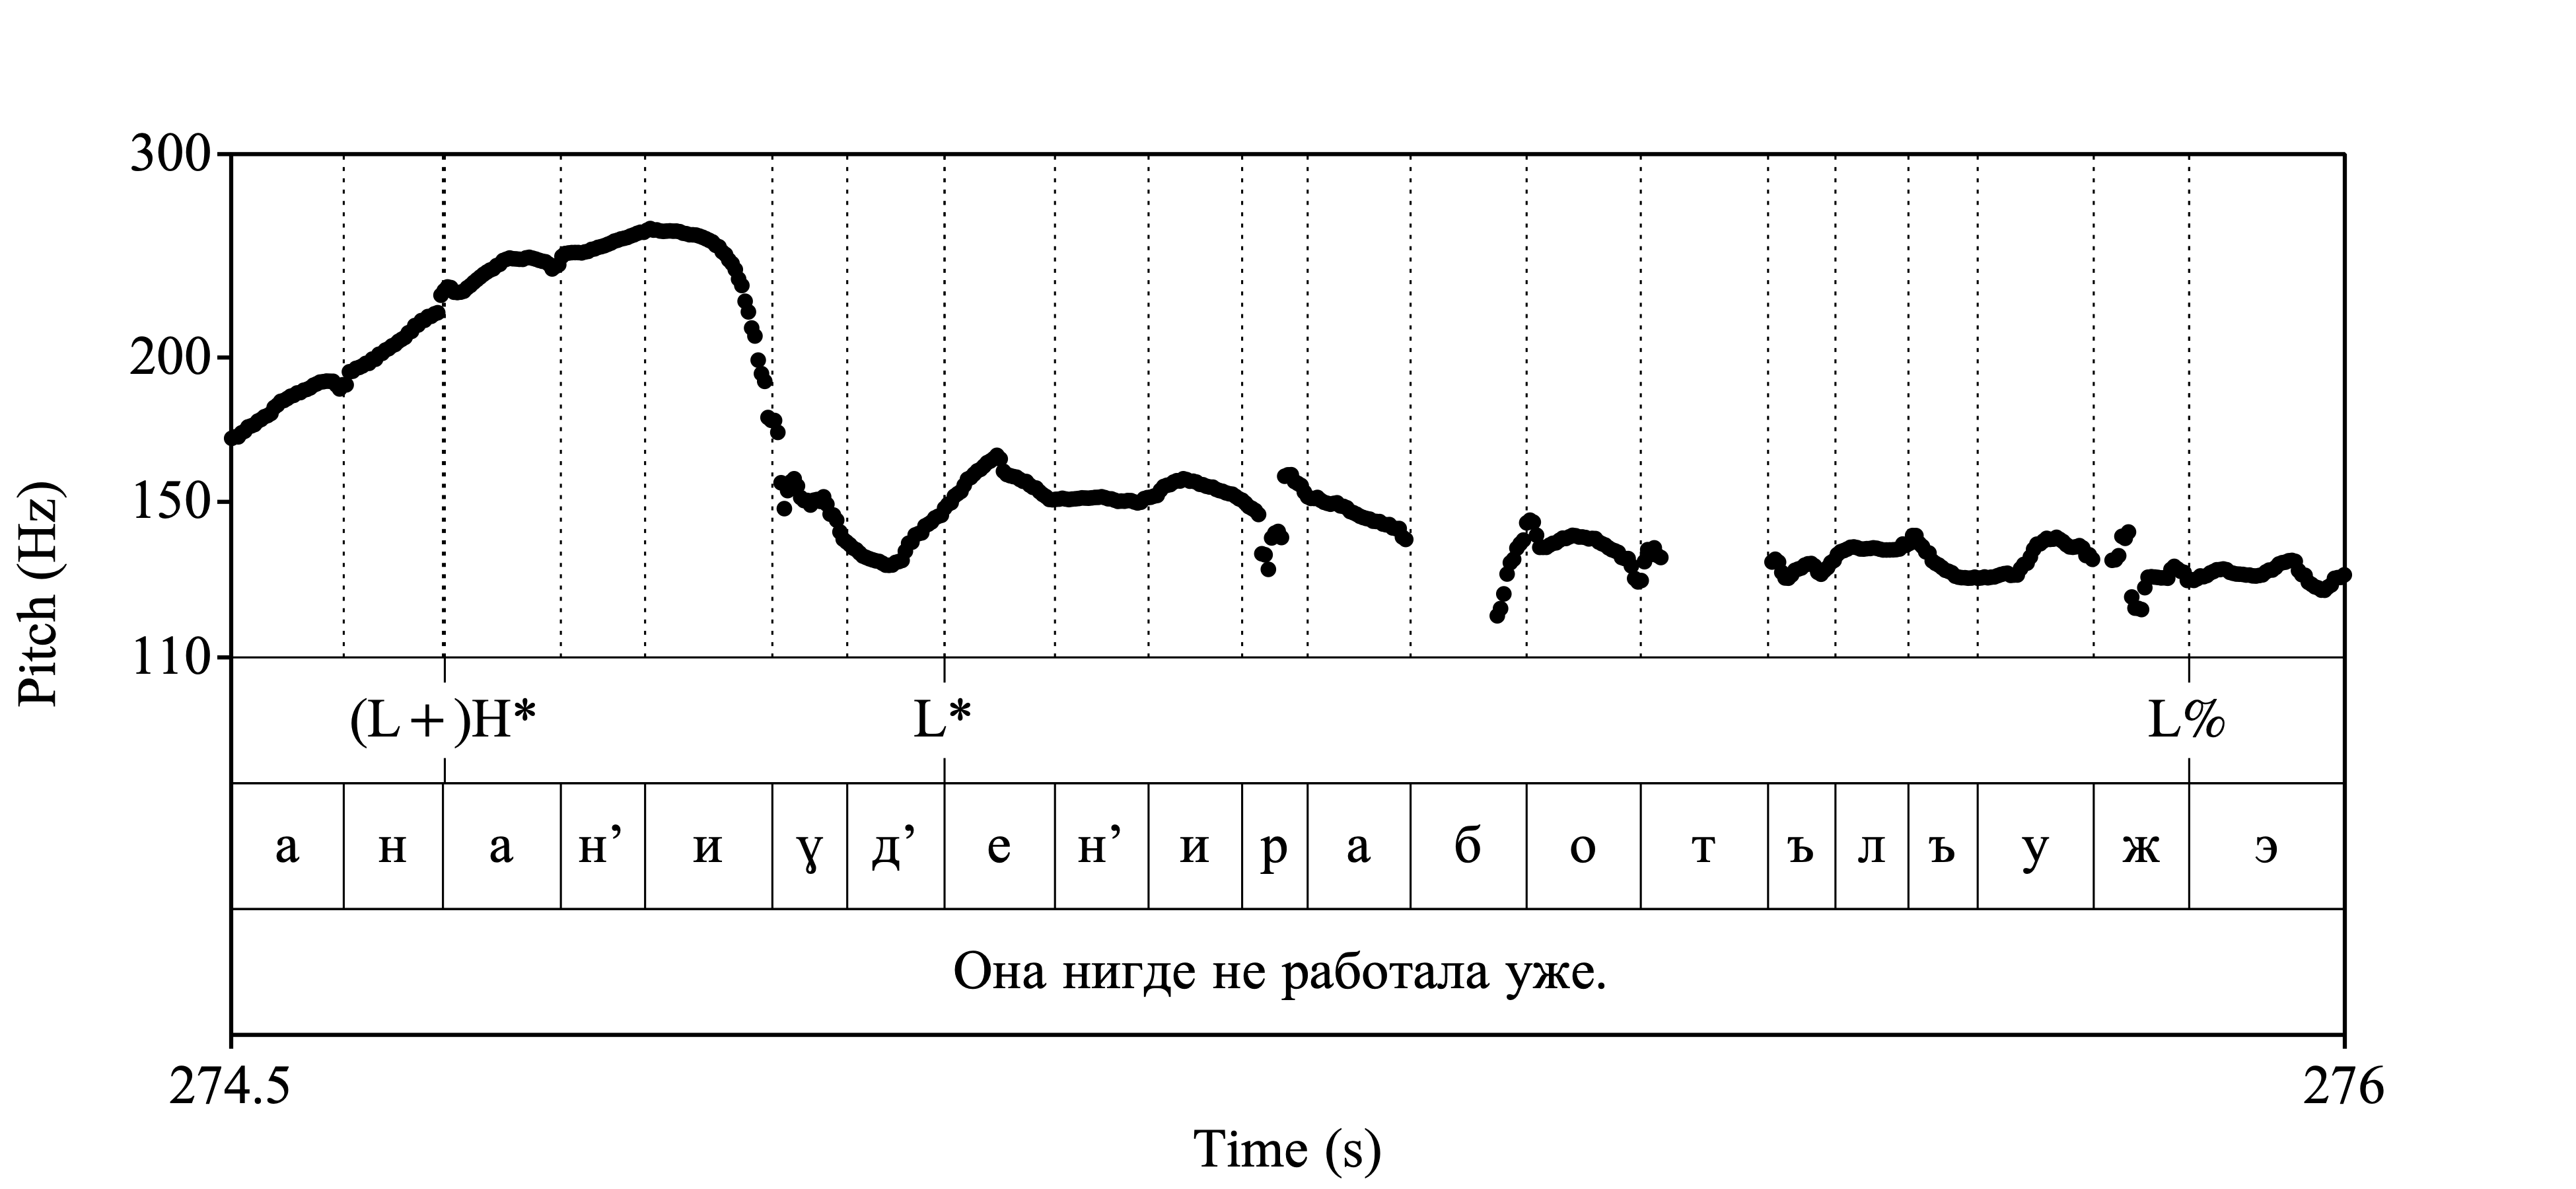 300
200
150
110
Pitch (Hz)
(L+)H* L* L%
а н а н’ и ɣ д’ е н’ и р а б о т ъ л ъ у ж э
Она нигде не работала уже.
274.5 276
Time (s)